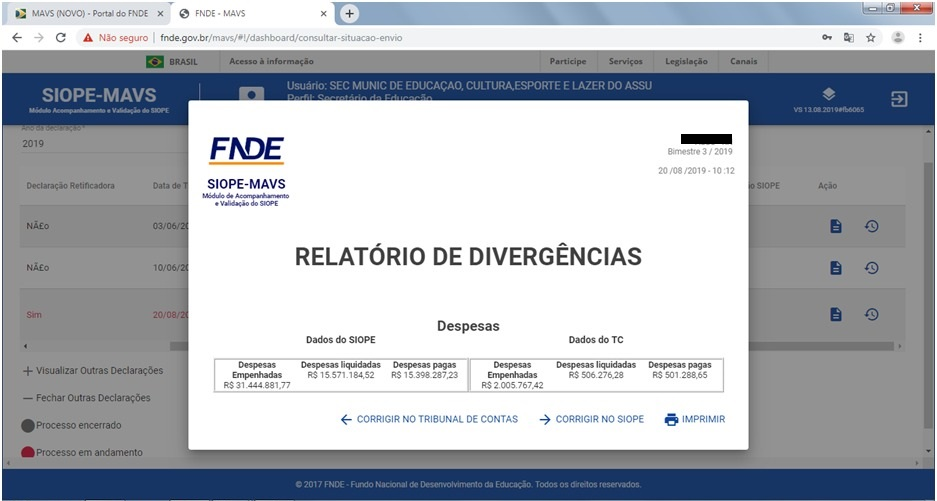 MAVS (NOVO) - Portal do FNDE
FNDE - MAVS
Não seguro | fnde.gov.br/mavs/#!/dashboard/consultar-situacao-envio
BRASIL
Acesso à informação
Participe
Serviços
Legislação
Canais
SIOPE-MAVS
Módulo Acompanhamento e Validação do SIOPE
Usuário: SEC MUNIC DE EDUCAÇAO, CULTURA,ESPORTE E LAZER DO ASSU
Perfil: Secretário da Educação
VS 13.08.2019#fb6065
Ano da declaração *
2019
Declaração Retificadora
Data de T
no SIOPE
Ação
NÃ£o
03/06/20
NÃ£o
10/06/20
Sim
20/08/20
Visualizar Outras Declarações
Fechar Outras Declarações
Processo encerrado
Processo em andamento
FNDE
SIOPE-MAVS
Módulo de Acompanhamento
e Validação do SIOPE
Bimestre 3 / 2019
20 /08 /2019 - 10 :12
RELATÓRIO DE DIVERGÊNCIAS
Despesas
Dados do SIOPE
Dados do TC
Despesas Empenhadas
R$ 31.444.881,77
Despesas liquidadas
R$ 15.571.184,52
Despesas pagas
R$ 15.398.287,23
Despesas Empenhadas
R$ 2.005.767,42
Despesas liquidadas
R$ 506.276,28
Despesas pagas
R$ 501.288,65
CORRIGIR NO TRIBUNAL DE CONTAS
CORRIGIR NO SIOPE
IMPRIMIR
© 2017 FNDE - Fundo Nacional de Desenvolvimento da Educação. Todos os direitos reservados.